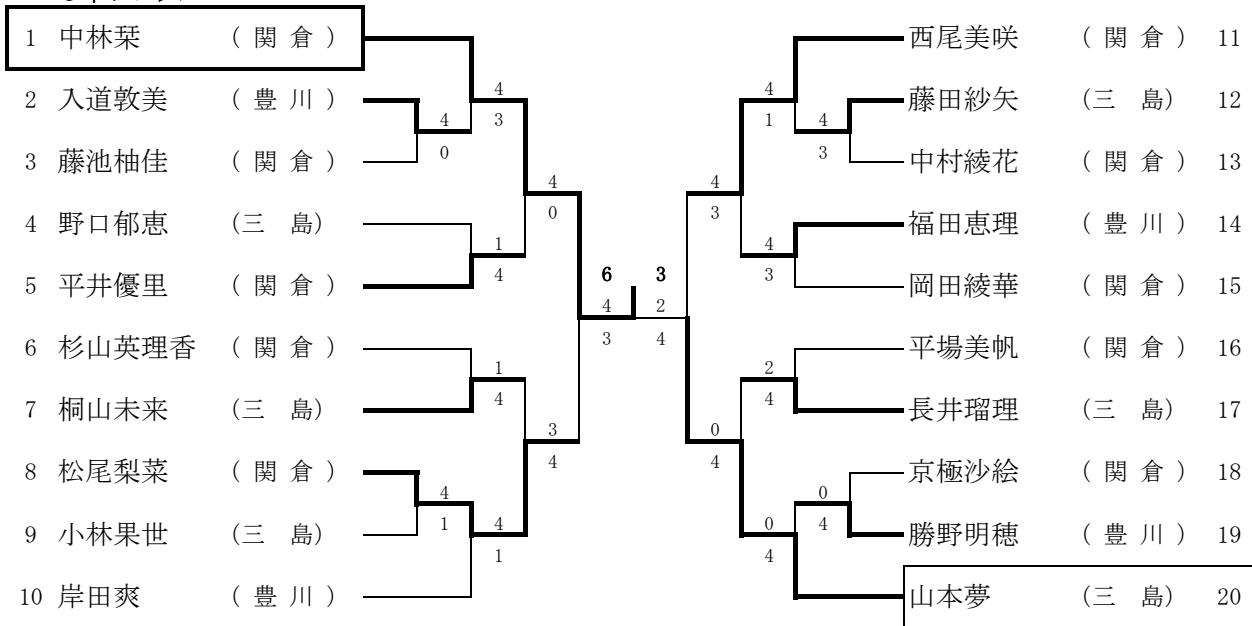 1 中林栞 (関倉)
2 入道敦美 (豊川)
3 藤池柚佳 (関倉)
4 野口郁恵 (三 島)
5 平井優里 (関倉)
6 杉山英理香 (関倉)
7 桐山未来 (三 島)
8 松尾梨菜 (関倉)
9 小林果世 (三 島)
10 岸田爽 (豊川)
4
3
4
0
4
0
1
4
1
4
3
4
4
1
4
1
6 3
4 2
3 4
4
3
4
1
4
3
4
3
2
4
0
4
0
4
0
4
西尾美咲 (関倉) 11
藤田紗矢 (三 島) 12
中村綾花 (関倉) 13
福田恵理 (豊川) 14
岡田綾華 (関倉) 15
平場美帆 (関倉) 16
長井瑠理 (三 島) 17
京極沙絵 (関倉) 18
勝野明穂 (豊川) 19
山本夢 (三 島) 20